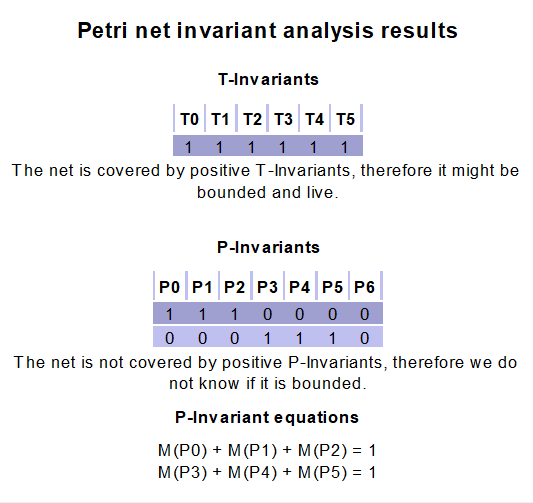 Petri net invariant analysis results
T-Invariants
T0 T1 T2 T3 T4 T5
1 1 1 1 1 1
The net is covered by positive T-Invariants, therefore it might be
bounded and live.
P-Invariants
P0 P1 P2 P3 P4 P5 P6
1 1 1 0 0 0 0
0 0 0 1 1 1 0
The net is not covered by positive P-Invariants, therefore we do
not know if it is bounded.
P-Invariant equations
M(P0) + M(P1) + M(P2) = 1
M(P3) + M(P4) + M(P5) = 1